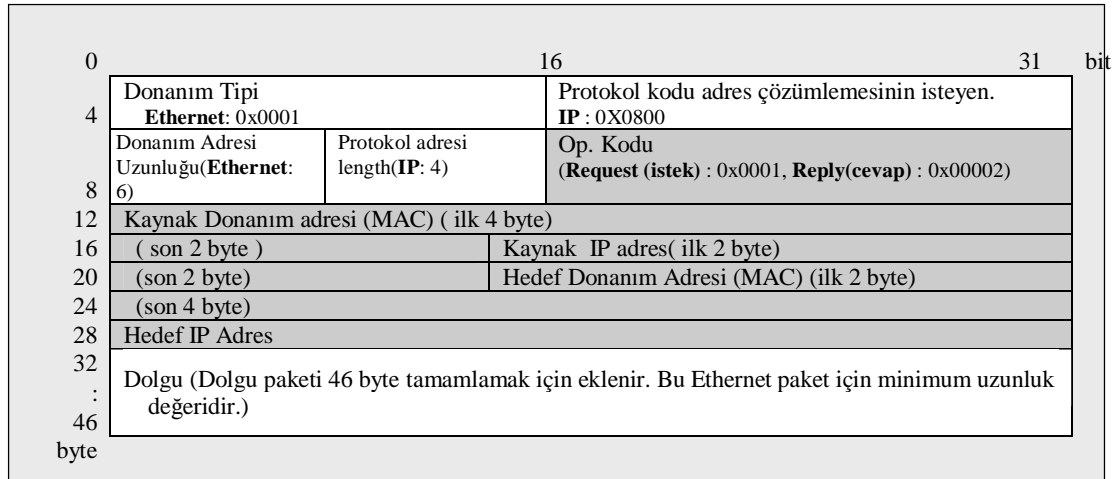 0 16 31 bit
Donanım Tipi Protokol kodu adres çözümlemesinin isteyen.
4 Ethernet: 0x0001 IP : 0X0800
Donanım Adresi Protokol adresi Op. Kodu
Uzunluğu(Ethernet: length(IP: 4) (Request (istek) : 0x0001, Reply(cevap) : 0x00002)
8 6)
12 Kaynak Donanım adresi (MAC) ( ilk 4 byte)
16 ( son 2 byte ) Kaynak IP adres( ilk 2 byte)
20 (son 2 byte) Hedef Donanım Adresi (MAC) (ilk 2 byte)
24 (son 4 byte)
28 Hedef IP Adres
32
Dolgu (Dolgu paketi 46 byte tamamlamak için eklenir. Bu Ethernet paket için minimum uzunluk
: değeridir.)
46
byte